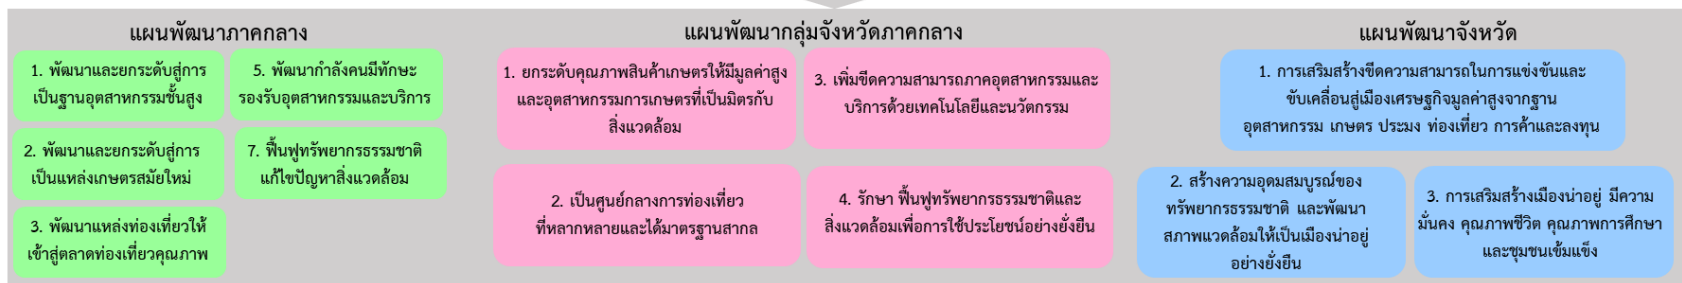 แผนพัฒนาภาคกลาง
1. พัฒนาและยกระดับสู่การ
เป็นฐานอุตสาหกรรมชั้นสูง
2. พัฒนาและยกระดับสู่การ
เป็นแหล่งเกษตรสมัยใหม่
3. พัฒนาแหล่งท่องเที่ยวให้
เข้าสู่ตลาดท่องเที่ยวคุณภาพ
5. พัฒนากำลังคนมีทักษะ
รองรับอุตสาหกรรมและบริการ
7. ฟื้นฟูทรัพยากรธรรมชาติ
แก้ไขปัญหาสิ่งแวดล้อม
แผนพัฒนากลุ่มจังหวัดภาคกลาง
1. ยกระดับคุณภาพสินค้าเกษตรให้มีมูลค่าสูง
และอุตสาหกรรมการเกษตรที่เป็นมิตรกับ
สิ่งแวดล้อม
2. เป็นศูนย์กลางการท่องเที่ยว
ที่หลากหลายและได้มาตรฐานสากล
3. เพิ่มขีดความสามารถภาคอุตสาหกรรมและ
บริการด้วยเทคโนโลยีและนวัตกรรม
4. รักษา ฟื้นฟูทรัพยากรธรรมชาติและ
สิ่งแวดล้อมเพื่อการใช้ประโยชน์อย่างยั่งยืน
แผนพัฒนาจังหวัด
1. การเสริมสร้างขีดความสามารถในการแข่งขันและ
ขับเคลื่อนสู่เมืองเศรษฐกิจมูลค่าสูงจากฐาน
อุตสาหกรรม เกษตร ประมง ท่องเที่ยว การค้าและลงทุน
2. สร้างความอุดมสมบูรณ์ของ
ทรัพยากรธรรมชาติ และพัฒนา
สภาพแวดล้อมให้เป็นเมืองน่าอยู่
อย่างยั่งยืน
3. การเสริมสร้างเมืองน่าอยู่ มีความ
มั่นคง คุณภาพชีวิต คุณภาพการศึกษา
และชุมชนเข้มแข็ง